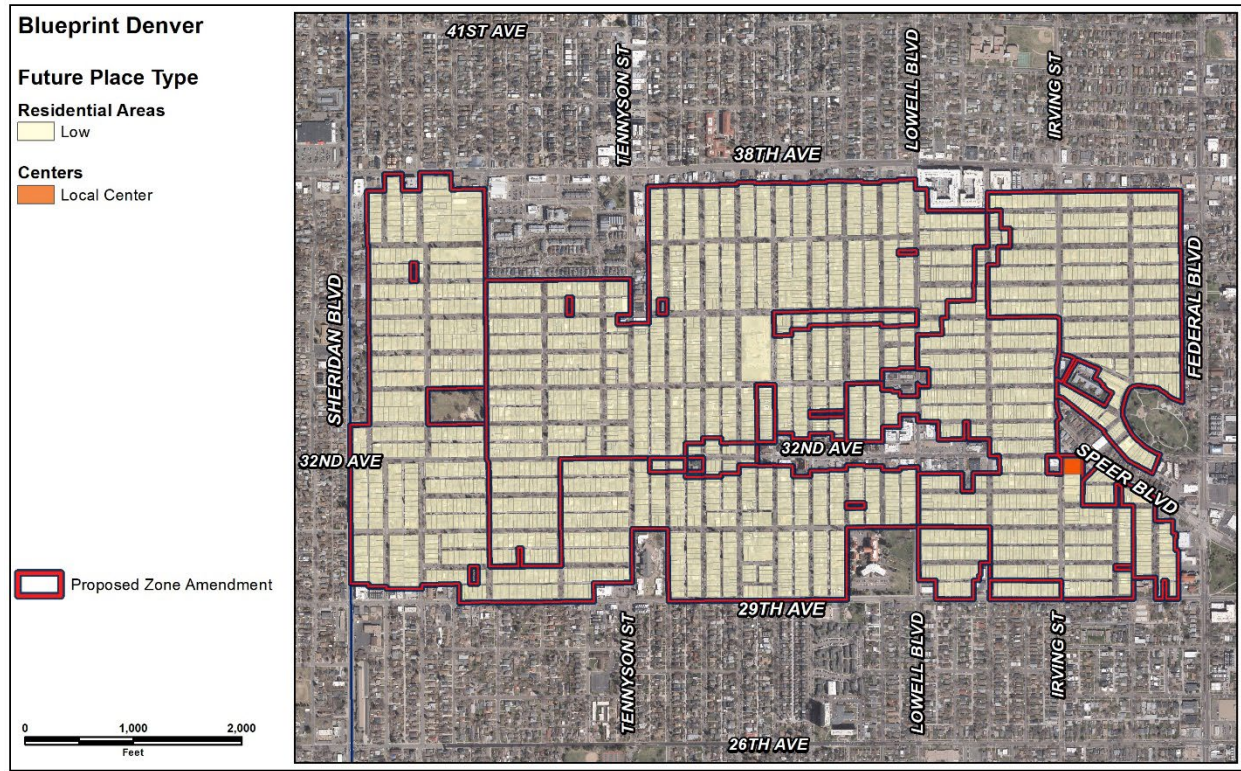 Blueprint Denver
Future Place Type
Residential Areas
Low
Centers
Local Center
Proposed Zone Amendment
0 1,000 2,000
Feet
41ST AVE
TENNYSON ST
LOWELL BLVD
IRVING ST
38TH AVE
SHERIDAN BLVD
FEDERAL BLVD
32ND AVE
32ND AVE
SPEER BLVD
29TH AVE
TENNYSON ST
LOWELL BLVD
IRVING ST
26TH AVE